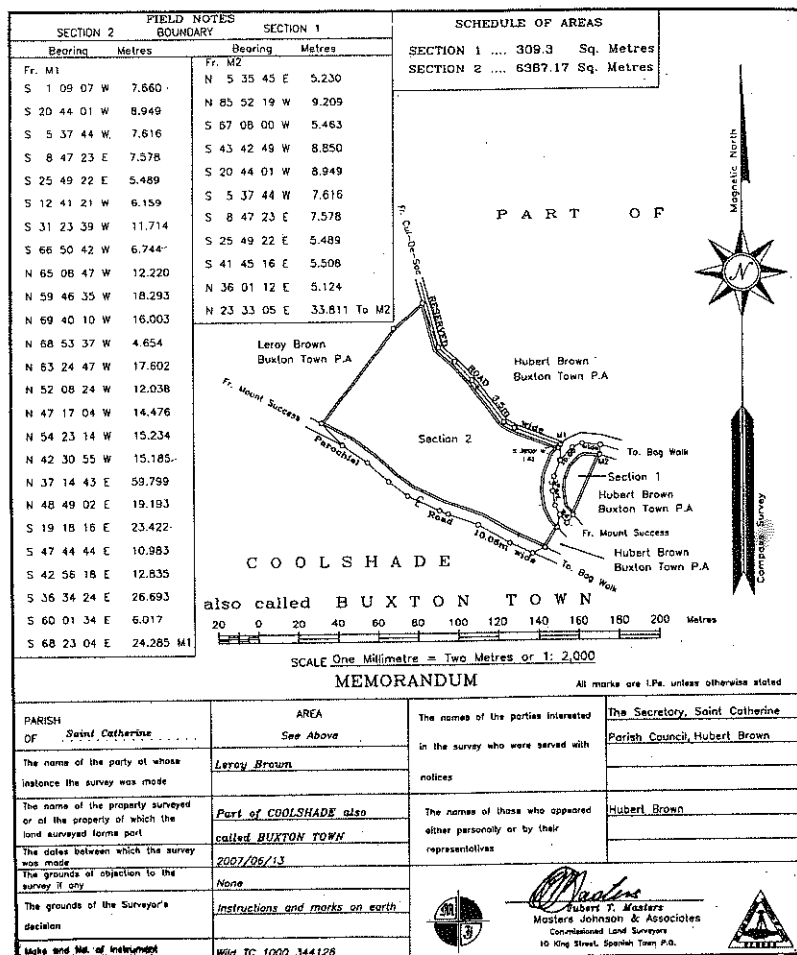 FIELD NOTES
SECTION 2 BOUNDARY SECTION 1
Bearing Metres
Fr. M1
S 1 09 07 W 7.660
S 20 44 01 W 8.949
S 5 37 44 W 7.616
S 8 47 23 E 7.578
S 25 49 22 E 5.489
S 12 41 21 W 6.159
S 31 23 39 W 11.714
S 66 50 42 W 6.744
N 65 08 47 W 12.220
N 59 46 35 W 18.293
N 69 40 10 W 16.003
N 68 53 37 W 4.654
N 63 24 47 W 17.602
N 52 08 24 W 12.038
N 47 17 04 W 14.476
N 54 23 14 W 15.234
N 42 30 55 W 15.185
N 37 14 43 E 59.799
N 48 49 02 E 19.193
S 19 18 16 E 23.422
S 47 44 44 E 10.983
S 42 56 18 E 12.835
S 36 34 24 E 26.693
S 60 01 34 E 6.017
S 68 23 04 E 24.285 M1
Bearing Metres
Fr. M2
N 5 35 45 E 5.230
N 85 52 19 W 9.209
S 67 08 00 W 5.463
S 43 42 49 W 8.850
S 20 44 01 W 8.949
S 5 37 44 W 7.616
S 8 47 23 E 7.578
S 25 49 22 E 5.489
S 41 45 16 E 5.508
N 36 01 12 E 5.124
N 23 33 05 E 33.811 To M2
SCHEDULE OF AREAS
SECTION 1 .... 309.3 Sq. Metres
SECTION 2 .... 6387.17 Sq. Metres
Magnetic North
N
Compass Survey
PART OF
Fr. Cul-De-Sac
RESERVED ROAD 3.5m wide
Leroy Brown
Buxton Town P.A
Hubert Brown
Buxton Town P.A
Fr. Mount Success
Section 2
M1
To. Bog Walk
M2
Section 1
Hubert Brown
Buxton Town P.A
Parochial Road 10.06m wide
Fr. Mount Success
Hubert Brown
Buxton Town P.A
To. Bog Walk
COOLSHADE
also called BUXTON TOWN
20 0 20 40 60 80 100 120 140 160 180 200 Metres
SCALE One Millimetre = Two Metres or 1: 2,000
MEMORANDUM
All marks are I.Ps. unless otherwise stated
PARISH
OF Saint Catherine
AREA
See Above
The names of the parties interested
in the survey who were served with
notices
The Secretary, Saint Catherine
Parish Council, Hubert Brown
The name of the party at whose
instance the survey was made
Leroy Brown
The name of the property surveyed
or of the property of which the
land surveyed forms part
Part of COOLSHADE also
called BUXTON TOWN
The names of those who appeared
either personally or by their
representatives
Hubert Brown
The dates between which the survey
was made
2007/06/13
The grounds of objection to the
survey if any
None
The grounds of the Surveyor's
decision
Instructions and marks on earth
Make and No. of Instrument
Wild TC 1000 344126
Masters
Hubert T. Masters
Masters Johnson & Associates
Commissioned Land Surveyors
10 King Street, Spanish Town P.O.